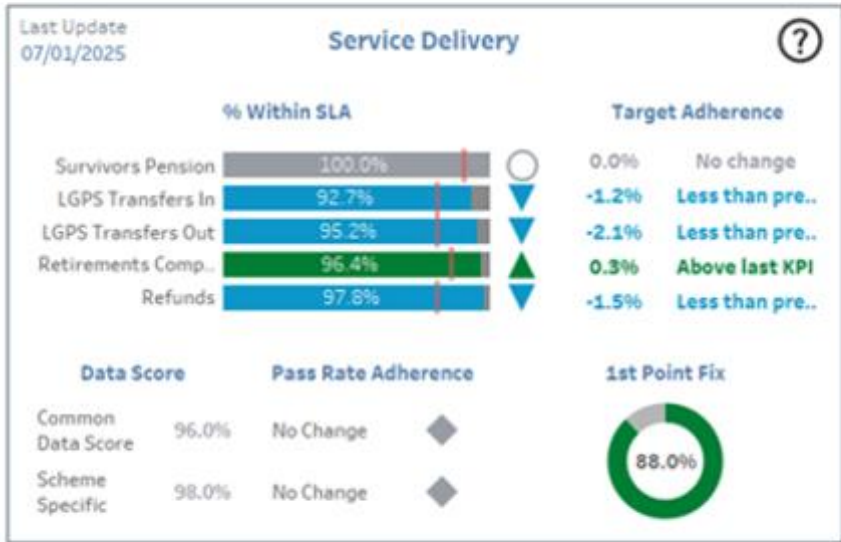 Last Update
07/01/2025
Service Delivery
?
% Within SLA
Target Adherence
Survivors Pension 100.0% 0.0% No change
LGPS Transfers In 92.7% -1.2% Less than pre..
LGPS Transfers Out 95.2% -2.1% Less than pre..
Retirements Comp.. 96.4% 0.3% Above last KPI
Refunds 97.8% -1.5% Less than pre..
Data Score Pass Rate Adherence 1st Point Fix
Common
Data Score 96.0% No Change
Scheme
Specific 98.0% No Change
88.0%